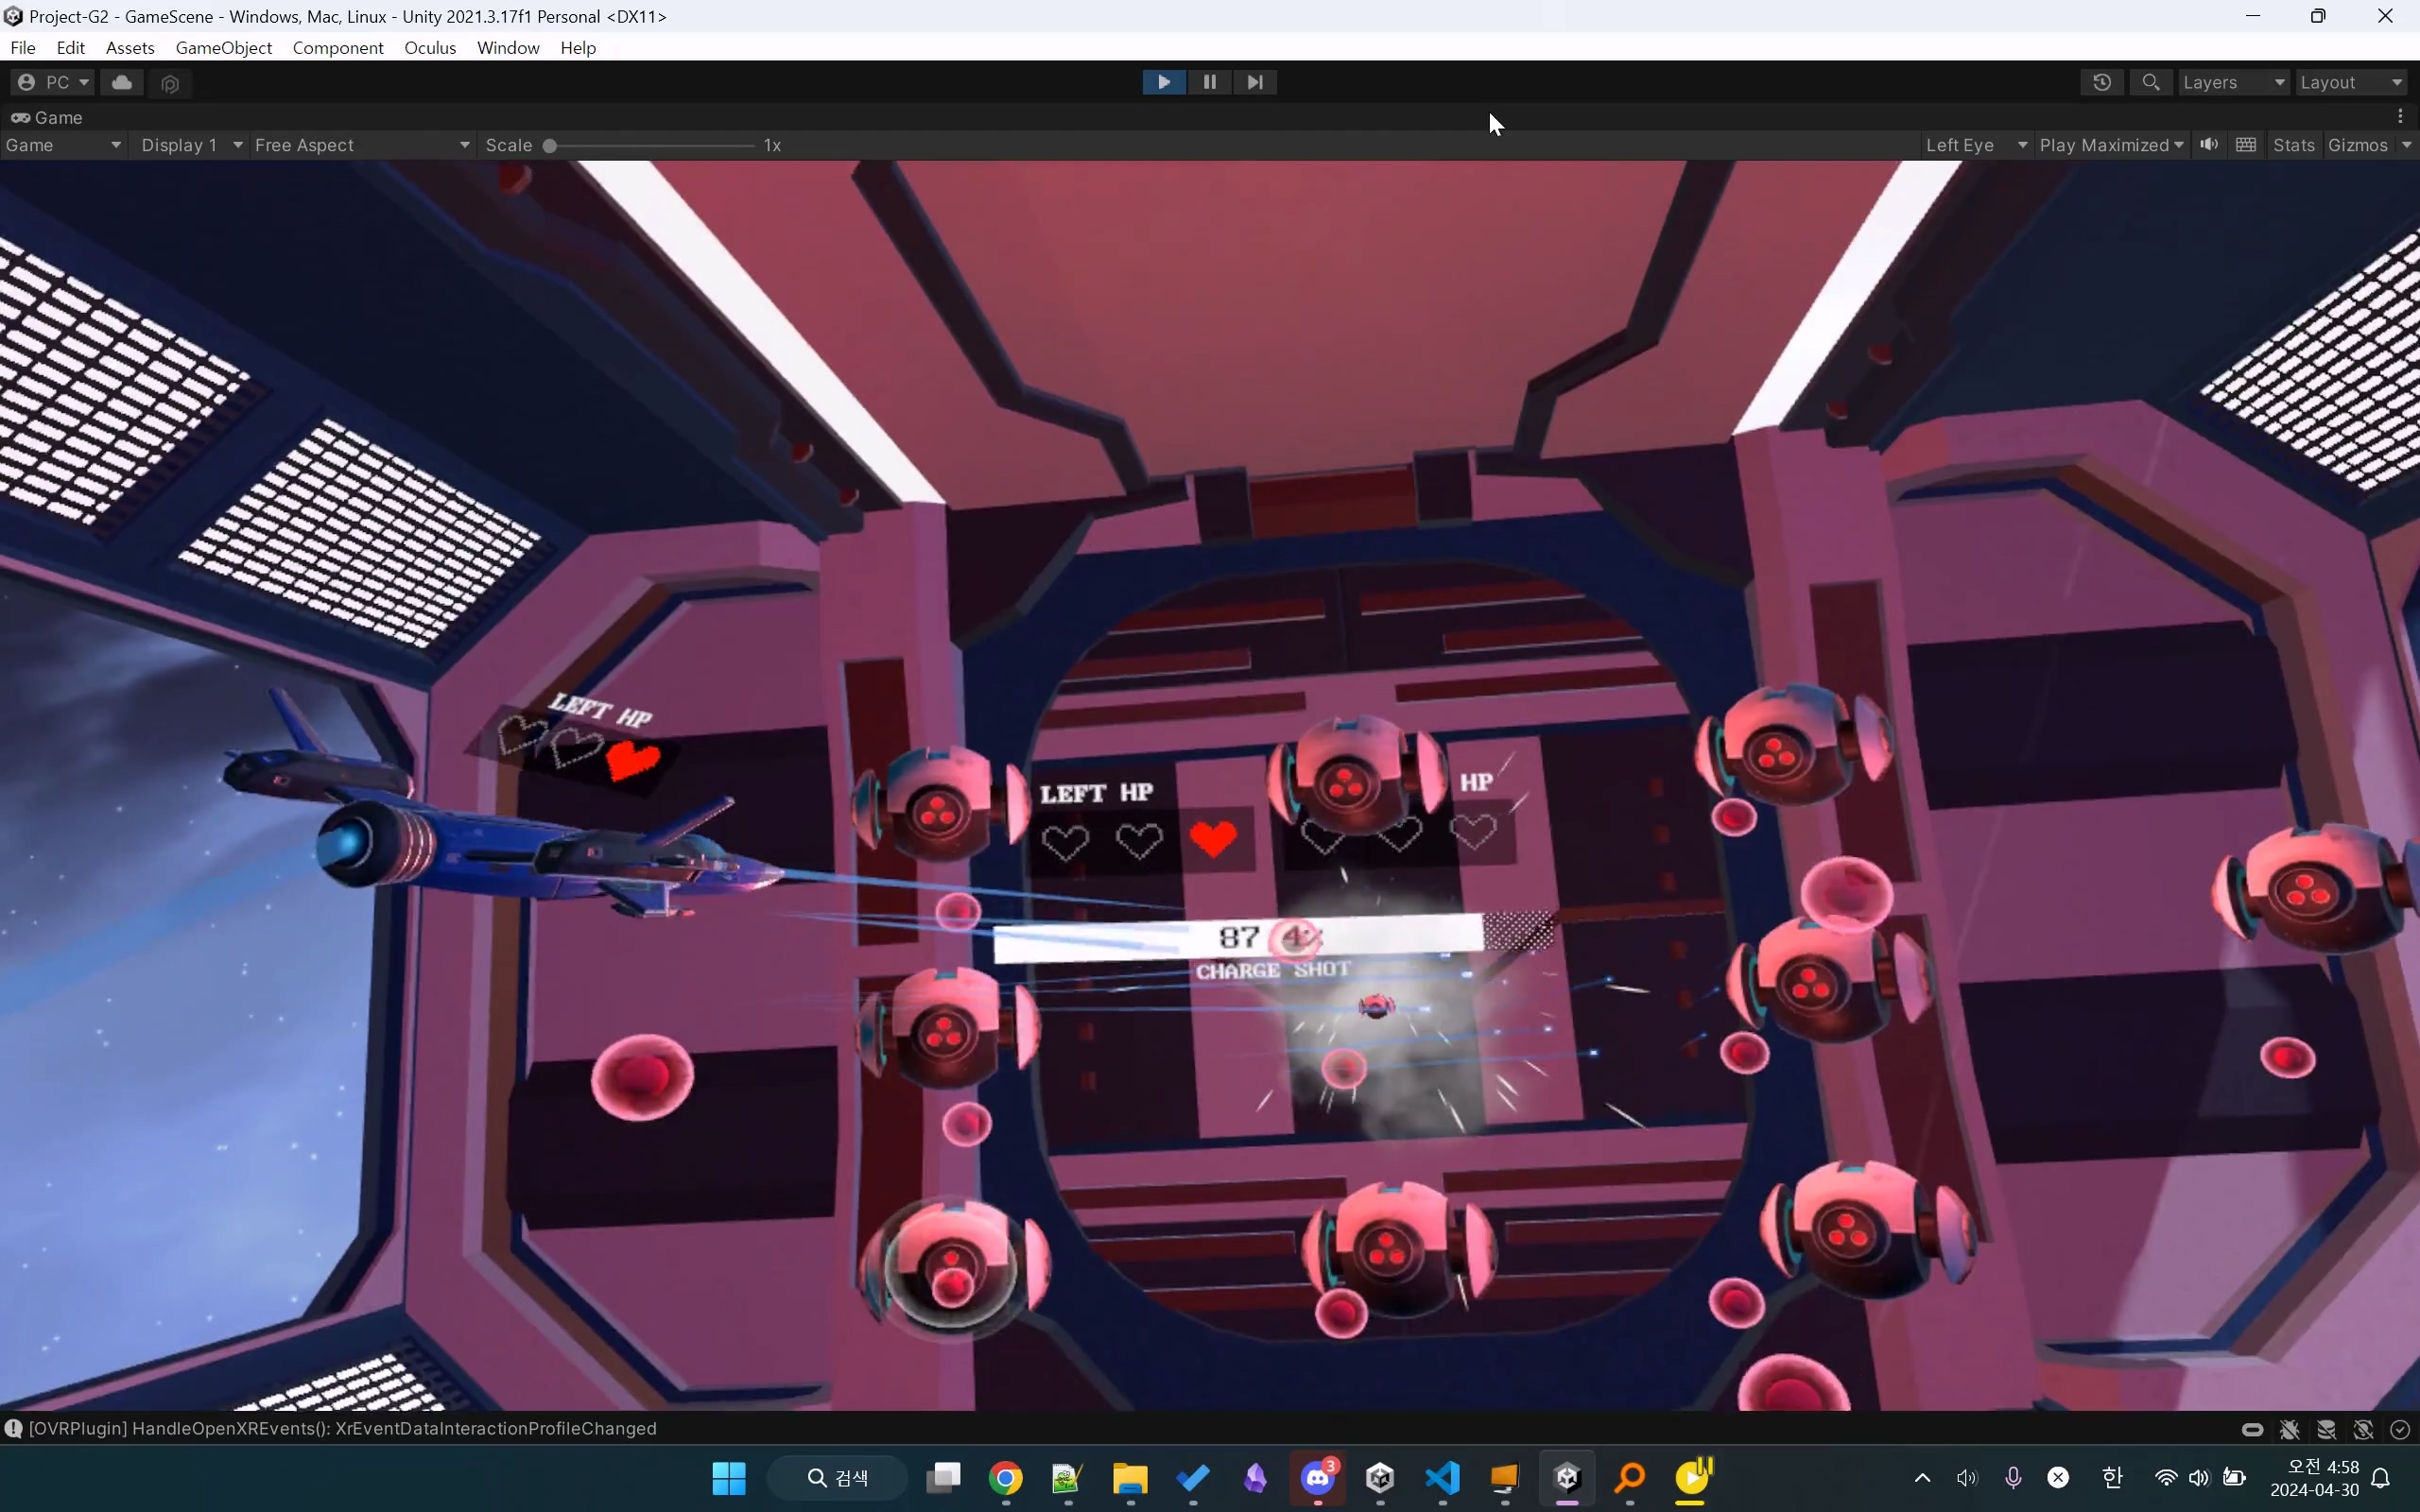 Project-G2 - GameScene - Windows, Mac, Linux - Unity 2021.3.17f1 Personal <DX11>
File Edit Assets GameObject Component Oculus Window Help
PC Layers Layout
Game
Game Display 1 Free Aspect Scale 1x Left Eye Play Maximized Stats Gizmos
LEFT HP
LEFT HP
HP
87
CHARGE SHOT
[OVRPlugin] HandleOpenXREvents(): XrEventDataInteractionProfileChanged
검색
3
한
오전 4:58
2024-04-30